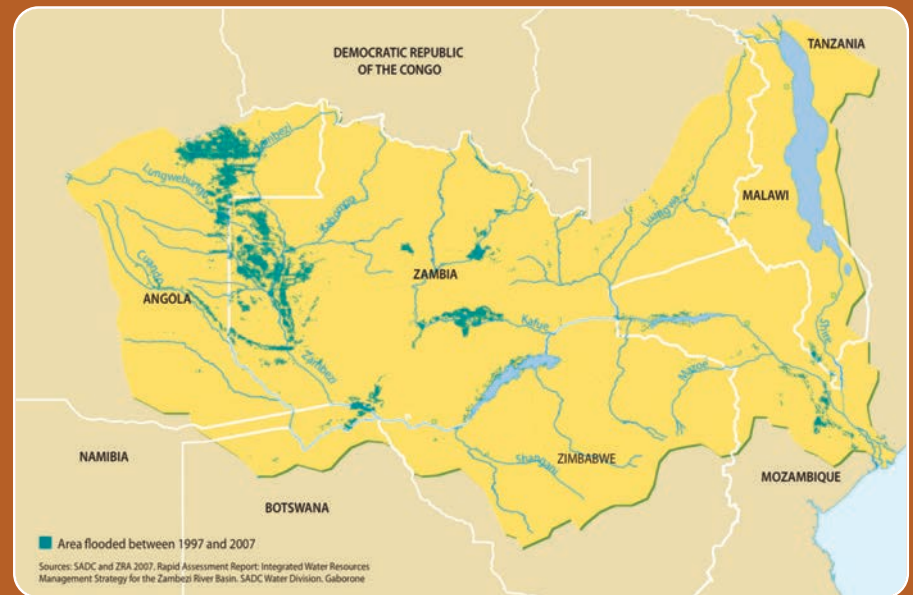 DEMOCRATIC REPUBLIC
OF THE CONGO
TANZANIA
Zambezi
Lungwebungo
Kabompo
Luangwa
MALAWI
Cuando
ZAMBIA
ANGOLA
Kafue
Shire
Zambezi
Mazoe
NAMIBIA
Shangani
ZIMBABWE
MOZAMBIQUE
BOTSWANA
Area flooded between 1997 and 2007
Sources: SADC and ZRA 2007. Rapid Assessment Report: Integrated Water Resources
Management Strategy for the Zambezi River Basin. SADC Water Division. Gaborone